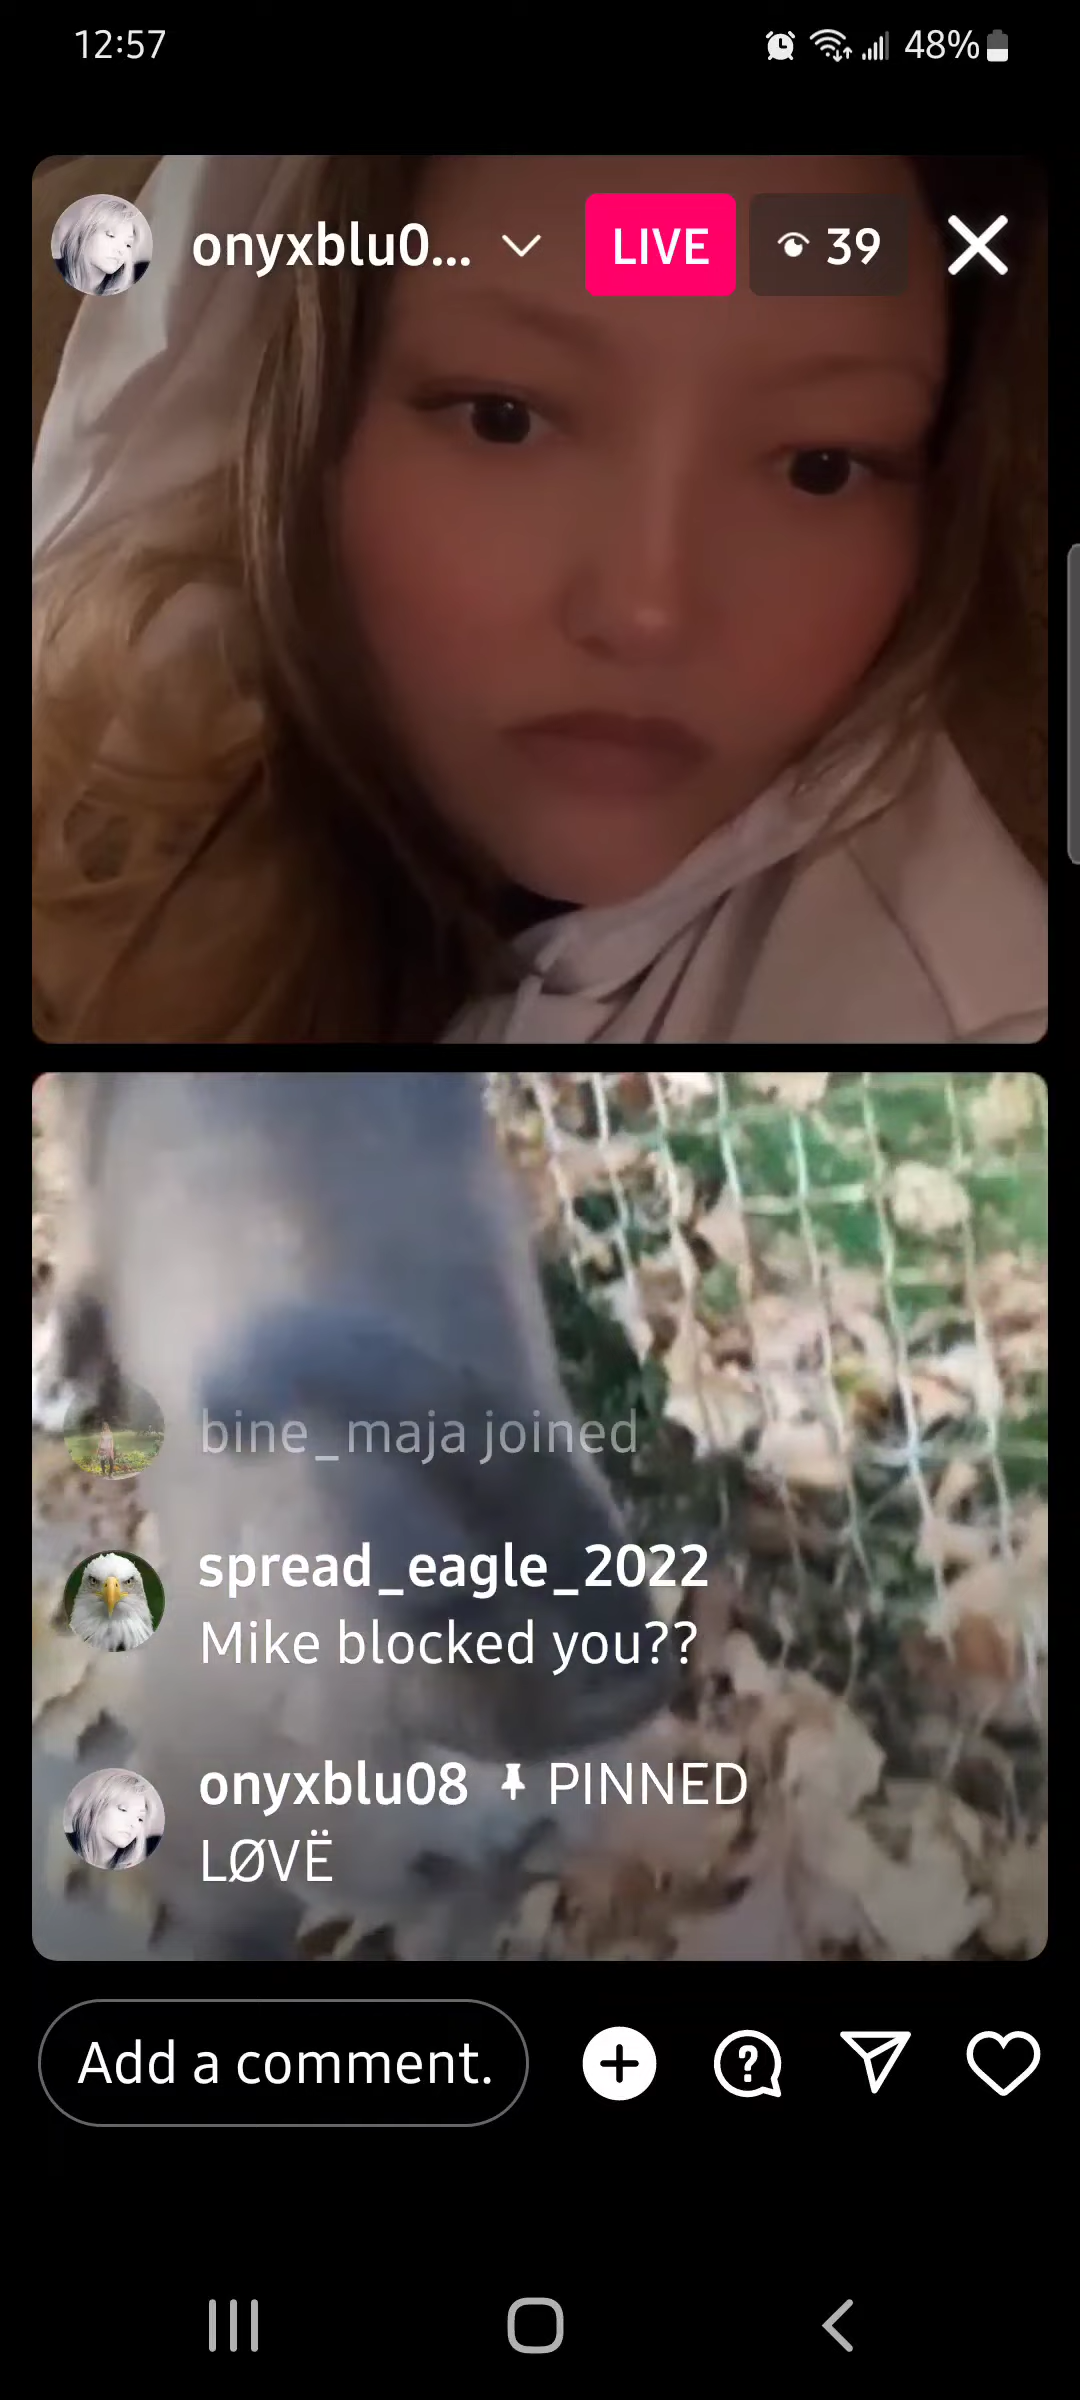 12:57
48%
onyxblu0...
LIVE
39
bine_maja joined
spread_eagle_2022
Mike blocked you??
onyxblu08 PINNED
LØVË
Add a comment.